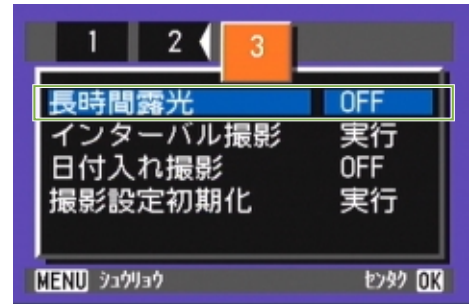 1 2 3
長時間露光 OFF
インターバル撮影 実行
日付入れ撮影 OFF
撮影設定初期化 実行
MENU シュウリョウ センタク OK